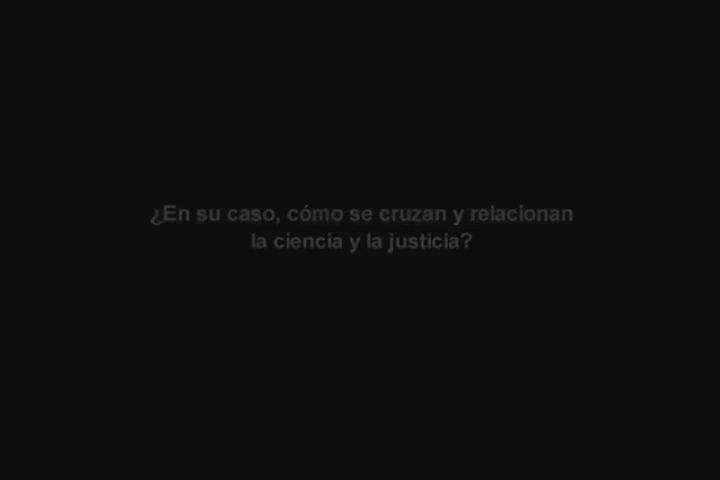 ¿En su caso, cómo se cruzan y relacionan
la ciencia y la justicia?